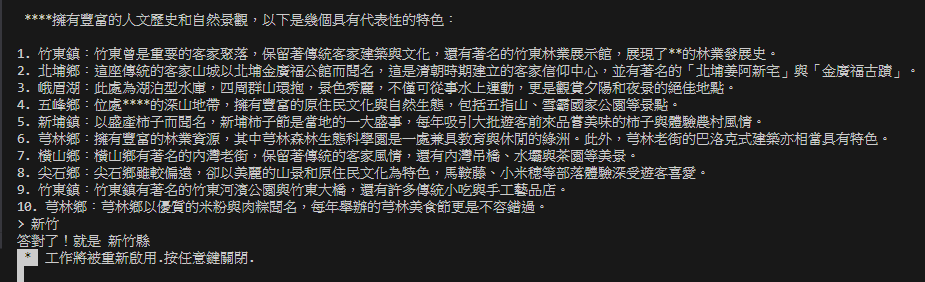 ****擁有豐富的人文歷史和自然景觀，以下是幾個具有代表性的特色：
1. 竹東鎮：竹東曾是重要的客家聚落，保留著傳統客家建築與文化，還有著名的竹東林業展示館，展現了**的林業發展史。
2. 北埔鄉：這座傳統的客家山城以北埔金廣福公館而聞名，這是清朝時期建立的客家信仰中心，並有著名的「北埔姜阿新宅」與「金廣福古蹟」。
3. 峨眉湖：此處為湖泊型水庫，四周群山環抱，景色秀麗，不僅可從事水上運動，更是觀賞夕陽和夜景的絕佳地點。
4. 五峰鄉：位處****的深山地帶，擁有豐富的原住民文化與自然生態，包括五指山、雪霸國家公園等景點。
5. 新埔鎮：以盛產柿子而聞名，新埔柿子節是當地的一大盛事，每年吸引大批遊客前來品嘗美味的柿子與體驗農村風情。
6. 芎林鄉：擁有豐富的林業資源，其中芎林森林生態科學園是一處兼具教育與休閒的綠洲。此外，芎林老街的巴洛克式建築亦相當具有特色。
7. 橫山鄉：橫山鄉有著名的內灣老街，保留著傳統的客家風情，還有內灣吊橋、水壩與茶園等美景。
8. 尖石鄉：尖石鄉雖較偏遠，卻以美麗的山景和原住民文化為特色，馬鞍藤、小米穗等部落體驗深受遊客喜愛。
9. 竹東鎮：竹東鎮有著名的竹東河濱公園與竹東大橋，還有許多傳統小吃與手工藝品店。
10. 芎林鄉：芎林鄉以優質的米粉與肉粽聞名，每年舉辦的芎林美食節更是不容錯過。
> 新竹
答對了！就是 新竹縣
* 工作將被重新啟用.按任意鍵關閉.